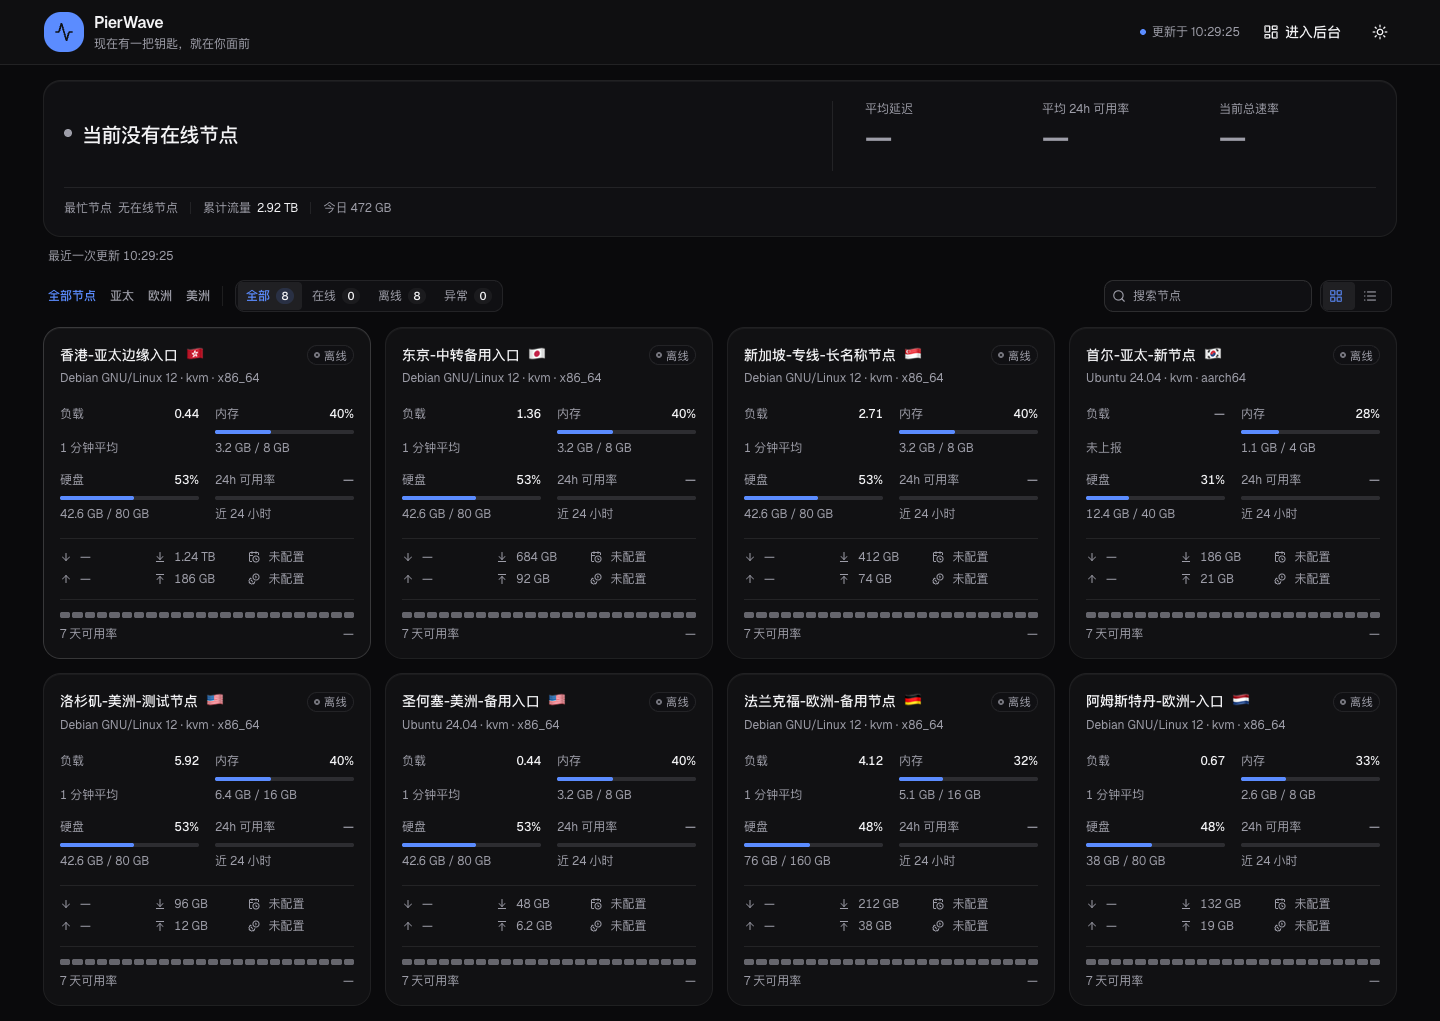 PierWave
现在有一把钥匙，就在你面前
更新于 10:29:25
进入后台
当前没有在线节点
平均延迟 平均 24h 可用率 当前总速率
— — —
最忙节点 无在线节点 累计流量 2.92 TB 今日 472 GB
最近一次更新 10:29:25
全部节点 亚太 欧洲 美洲 全部 8 在线 0 离线 8 异常 0 搜索节点
香港-亚太边缘入口 离线
Debian GNU/Linux 12 · kvm · x86_64
负载 0.44 内存 40%
1 分钟平均 3.2 GB / 8 GB
硬盘 53% 24h 可用率 —
42.6 GB / 80 GB 近 24 小时
— 1.24 TB 未配置
— 186 GB 未配置
7 天可用率 —
东京-中转备用入口 离线
Debian GNU/Linux 12 · kvm · x86_64
负载 1.36 内存 40%
1 分钟平均 3.2 GB / 8 GB
硬盘 53% 24h 可用率 —
42.6 GB / 80 GB 近 24 小时
— 684 GB 未配置
— 92 GB 未配置
7 天可用率 —
新加坡-专线-长名称节点 离线
Debian GNU/Linux 12 · kvm · x86_64
负载 2.71 内存 40%
1 分钟平均 3.2 GB / 8 GB
硬盘 53% 24h 可用率 —
42.6 GB / 80 GB 近 24 小时
— 412 GB 未配置
— 74 GB 未配置
7 天可用率 —
首尔-亚太-新节点 离线
Ubuntu 24.04 · kvm · aarch64
负载 — 内存 28%
未上报 1.1 GB / 4 GB
硬盘 31% 24h 可用率 —
12.4 GB / 40 GB 近 24 小时
— 186 GB 未配置
— 21 GB 未配置
7 天可用率 —
洛杉矶-美洲-测试节点 离线
Debian GNU/Linux 12 · kvm · x86_64
负载 5.92 内存 40%
1 分钟平均 6.4 GB / 16 GB
硬盘 53% 24h 可用率 —
42.6 GB / 80 GB 近 24 小时
— 96 GB 未配置
— 12 GB 未配置
7 天可用率 —
圣何塞-美洲-备用入口 离线
Ubuntu 24.04 · kvm · x86_64
负载 0.44 内存 40%
1 分钟平均 3.2 GB / 8 GB
硬盘 53% 24h 可用率 —
42.6 GB / 80 GB 近 24 小时
— 48 GB 未配置
— 6.2 GB 未配置
7 天可用率 —
法兰克福-欧洲-备用节点 离线
Debian GNU/Linux 12 · kvm · x86_64
负载 4.12 内存 32%
1 分钟平均 5.1 GB / 16 GB
硬盘 48% 24h 可用率 —
76 GB / 160 GB 近 24 小时
— 212 GB 未配置
— 38 GB 未配置
7 天可用率 —
阿姆斯特丹-欧洲-入口 离线
Debian GNU/Linux 12 · kvm · x86_64
负载 0.67 内存 33%
1 分钟平均 2.6 GB / 8 GB
硬盘 48% 24h 可用率 —
38 GB / 80 GB 近 24 小时
— 132 GB 未配置
— 19 GB 未配置
7 天可用率 —